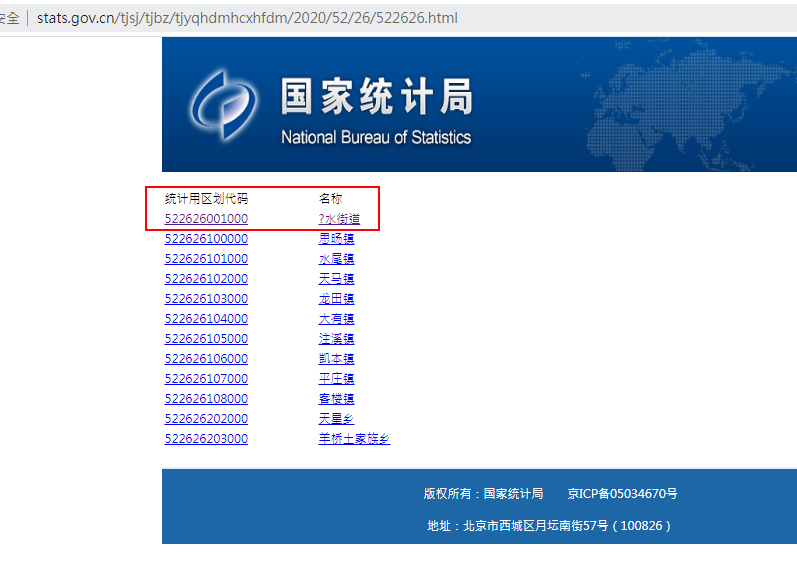 安全 | stats.gov.cn/tjsj/tjbz/tjyqhdmhcxhfdm/2020/52/26/522626.html
国家统计局
National Bureau of Statistics
统计用区划代码 名称
522626001000 ?水街道
522626100000 思旸镇
522626101000 水尾镇
522626102000 天马镇
522626103000 龙田镇
522626104000 大有镇
522626105000 注溪镇
522626106000 凯本镇
522626107000 平庄镇
522626108000 客楼镇
522626202000 天星乡
522626203000 羊桥土家族乡
版权所有：国家统计局 京ICP备05034670号
地址：北京市西城区月坛南街57号（100826）